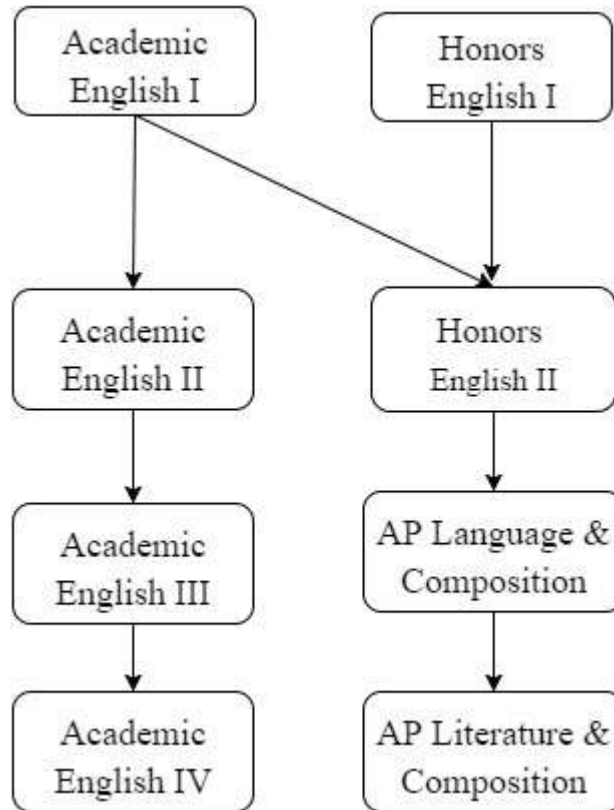 Academic
English I
Honors
English I
Academic
English II
Honors
English II
Academic
English III
AP Language &
Composition
Academic
English IV
AP Literature &
Composition